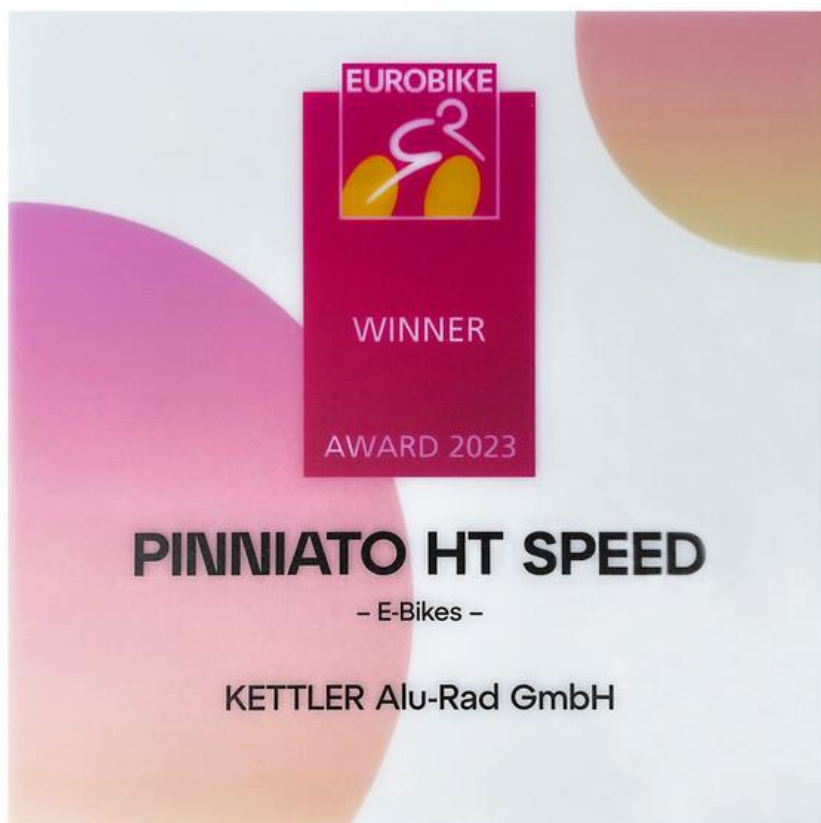 EUROBIKE
WINNER
AWARD 2023
PINNIATO HT SPEED
– E-Bikes –
KETTLER Alu-Rad GmbH